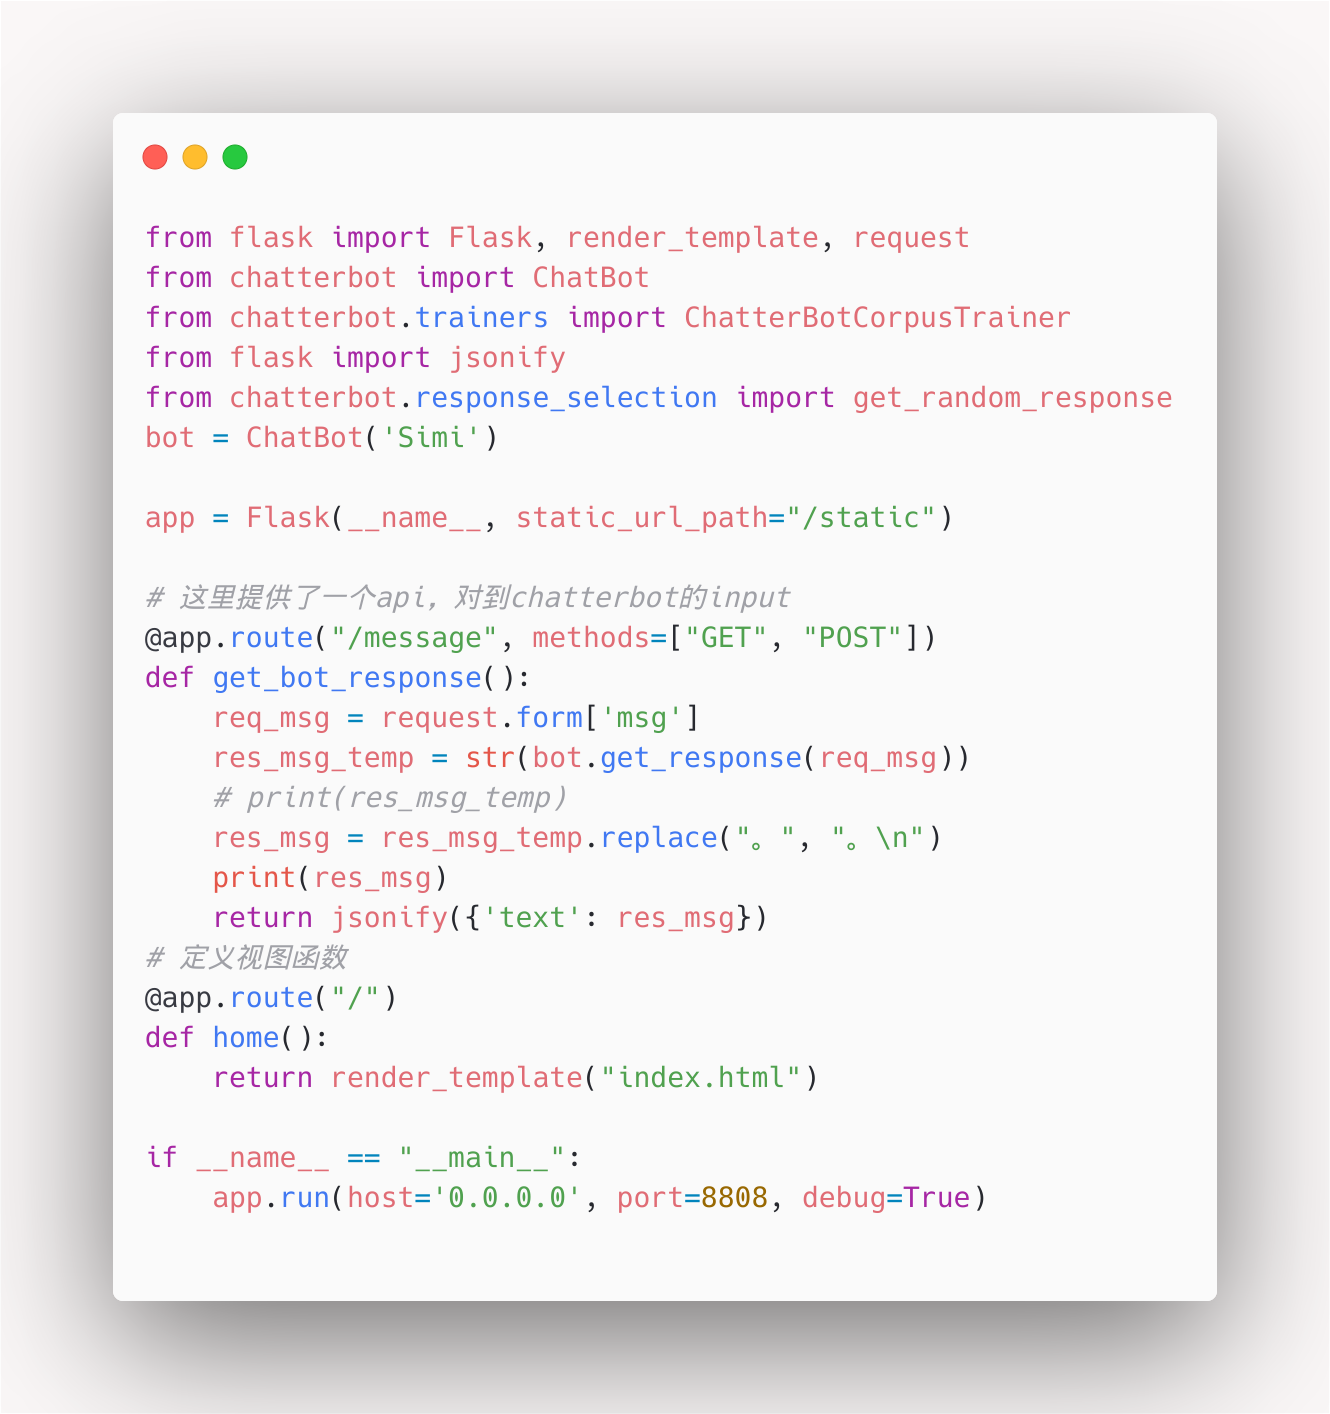 from flask import Flask, render_template, request
from chatterbot import ChatBot
from chatterbot.trainers import ChatterBotCorpusTrainer
from flask import jsonify
from chatterbot.response_selection import get_random_response
bot = ChatBot('Simi')

app = Flask(__name__, static_url_path="/static")

# 这里提供了一个api，对到chatterbot的input
@app.route("/message", methods=["GET", "POST"])
def get_bot_response():
    req_msg = request.form['msg']
    res_msg_temp = str(bot.get_response(req_msg))
    # print(res_msg_temp)
    res_msg = res_msg_temp.replace("。", "。\n")
    print(res_msg)
    return jsonify({'text': res_msg})
# 定义视图函数
@app.route("/")
def home():
    return render_template("index.html")

if __name__ == "__main__":
    app.run(host='0.0.0.0', port=8808, debug=True)